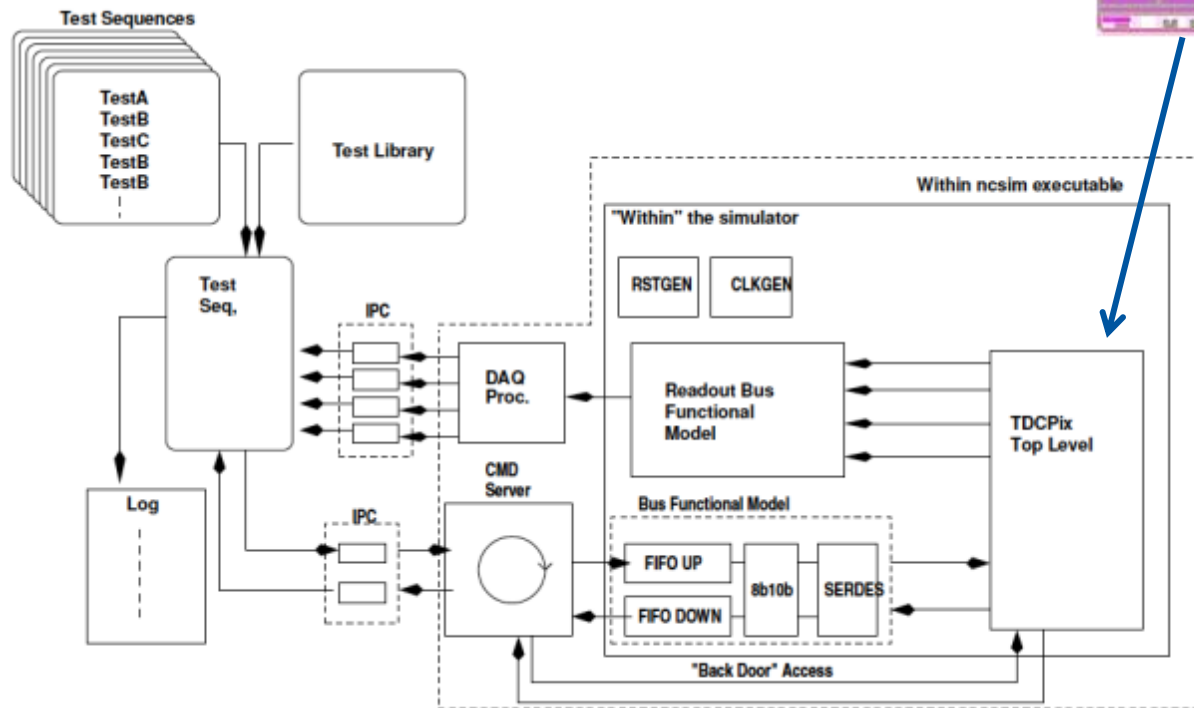 Test Sequences
TestA
TestB
TestC
TestB
TestB
Test Library
Within ncsim executable
"Within" the simulator
RSTGEN
CLKGEN
Test
Seq,
IPC
DAQ
Proc.
Readout Bus
Functional
Model
TDCPix
Top Level
CMD
Server
Log
IPC
Bus Functional Model
FIFO UP
FIFO DOWN
8b10b
SERDES
"Back Door" Access